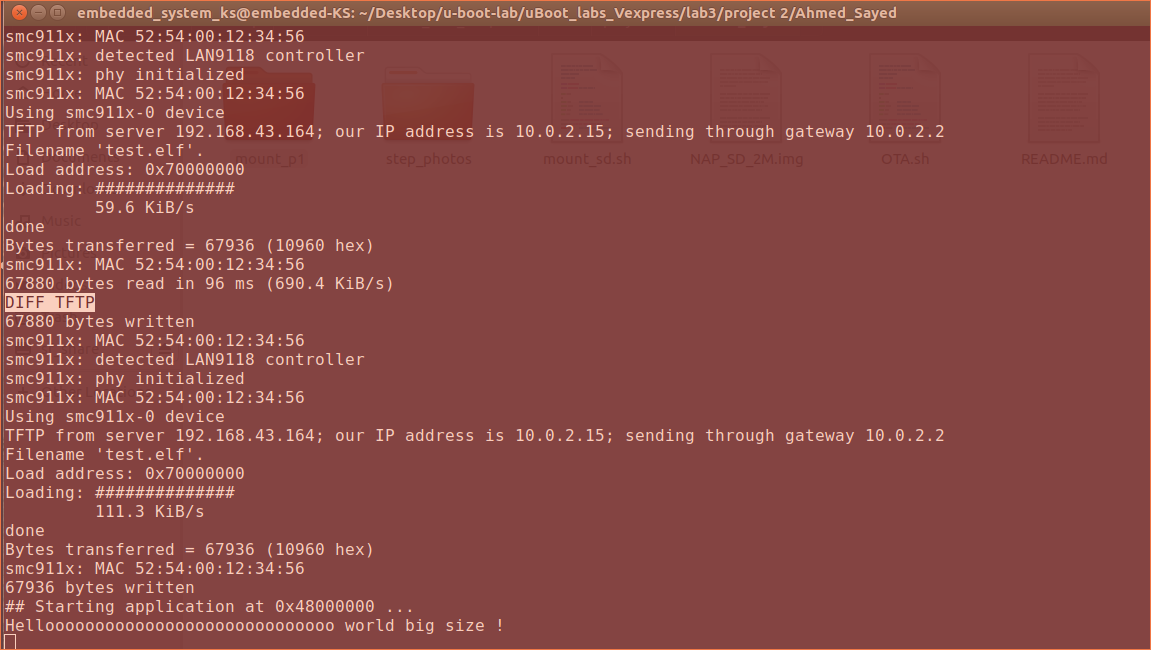 embedded_system_ks@embedded-KS: ~/Desktop/u-boot-lab/uBoot_labs_Vexpress/lab3/project 2/Ahmed_Sayed
smc911x: MAC 52:54:00:12:34:56
smc911x: detected LAN9118 controller
smc911x: phy initialized
smc911x: MAC 52:54:00:12:34:56
Using smc911x-0 device
TFTP from server 192.168.43.164; our IP address is 10.0.2.15; sending through gateway 10.0.2.2
Filename 'test.elf'.
mount_p1 step_photos mount_sd.sh NAP_SD_2M.img OTA.sh README.md
Load address: 0x70000000
Loading: ##############
59.6 KiB/s
Music
done
Bytes transferred = 67936 (10960 hex)
smc911x: MAC 52:54:00:12:34:56
67880 bytes read in 96 ms (690.4 KiB/s)
DIFF TFTP
67880 bytes written
smc911x: MAC 52:54:00:12:34:56
smc911x: detected LAN9118 controller
smc911x: phy initialized
smc911x: MAC 52:54:00:12:34:56
Using smc911x-0 device
TFTP from server 192.168.43.164; our IP address is 10.0.2.15; sending through gateway 10.0.2.2
Filename 'test.elf'.
Load address: 0x70000000
Loading: ##############
111.3 KiB/s
done
Bytes transferred = 67936 (10960 hex)
smc911x: MAC 52:54:00:12:34:56
67936 bytes written
## Starting application at 0x48000000 ...
Hellooooooooooooooooooooooooooooo world big size !